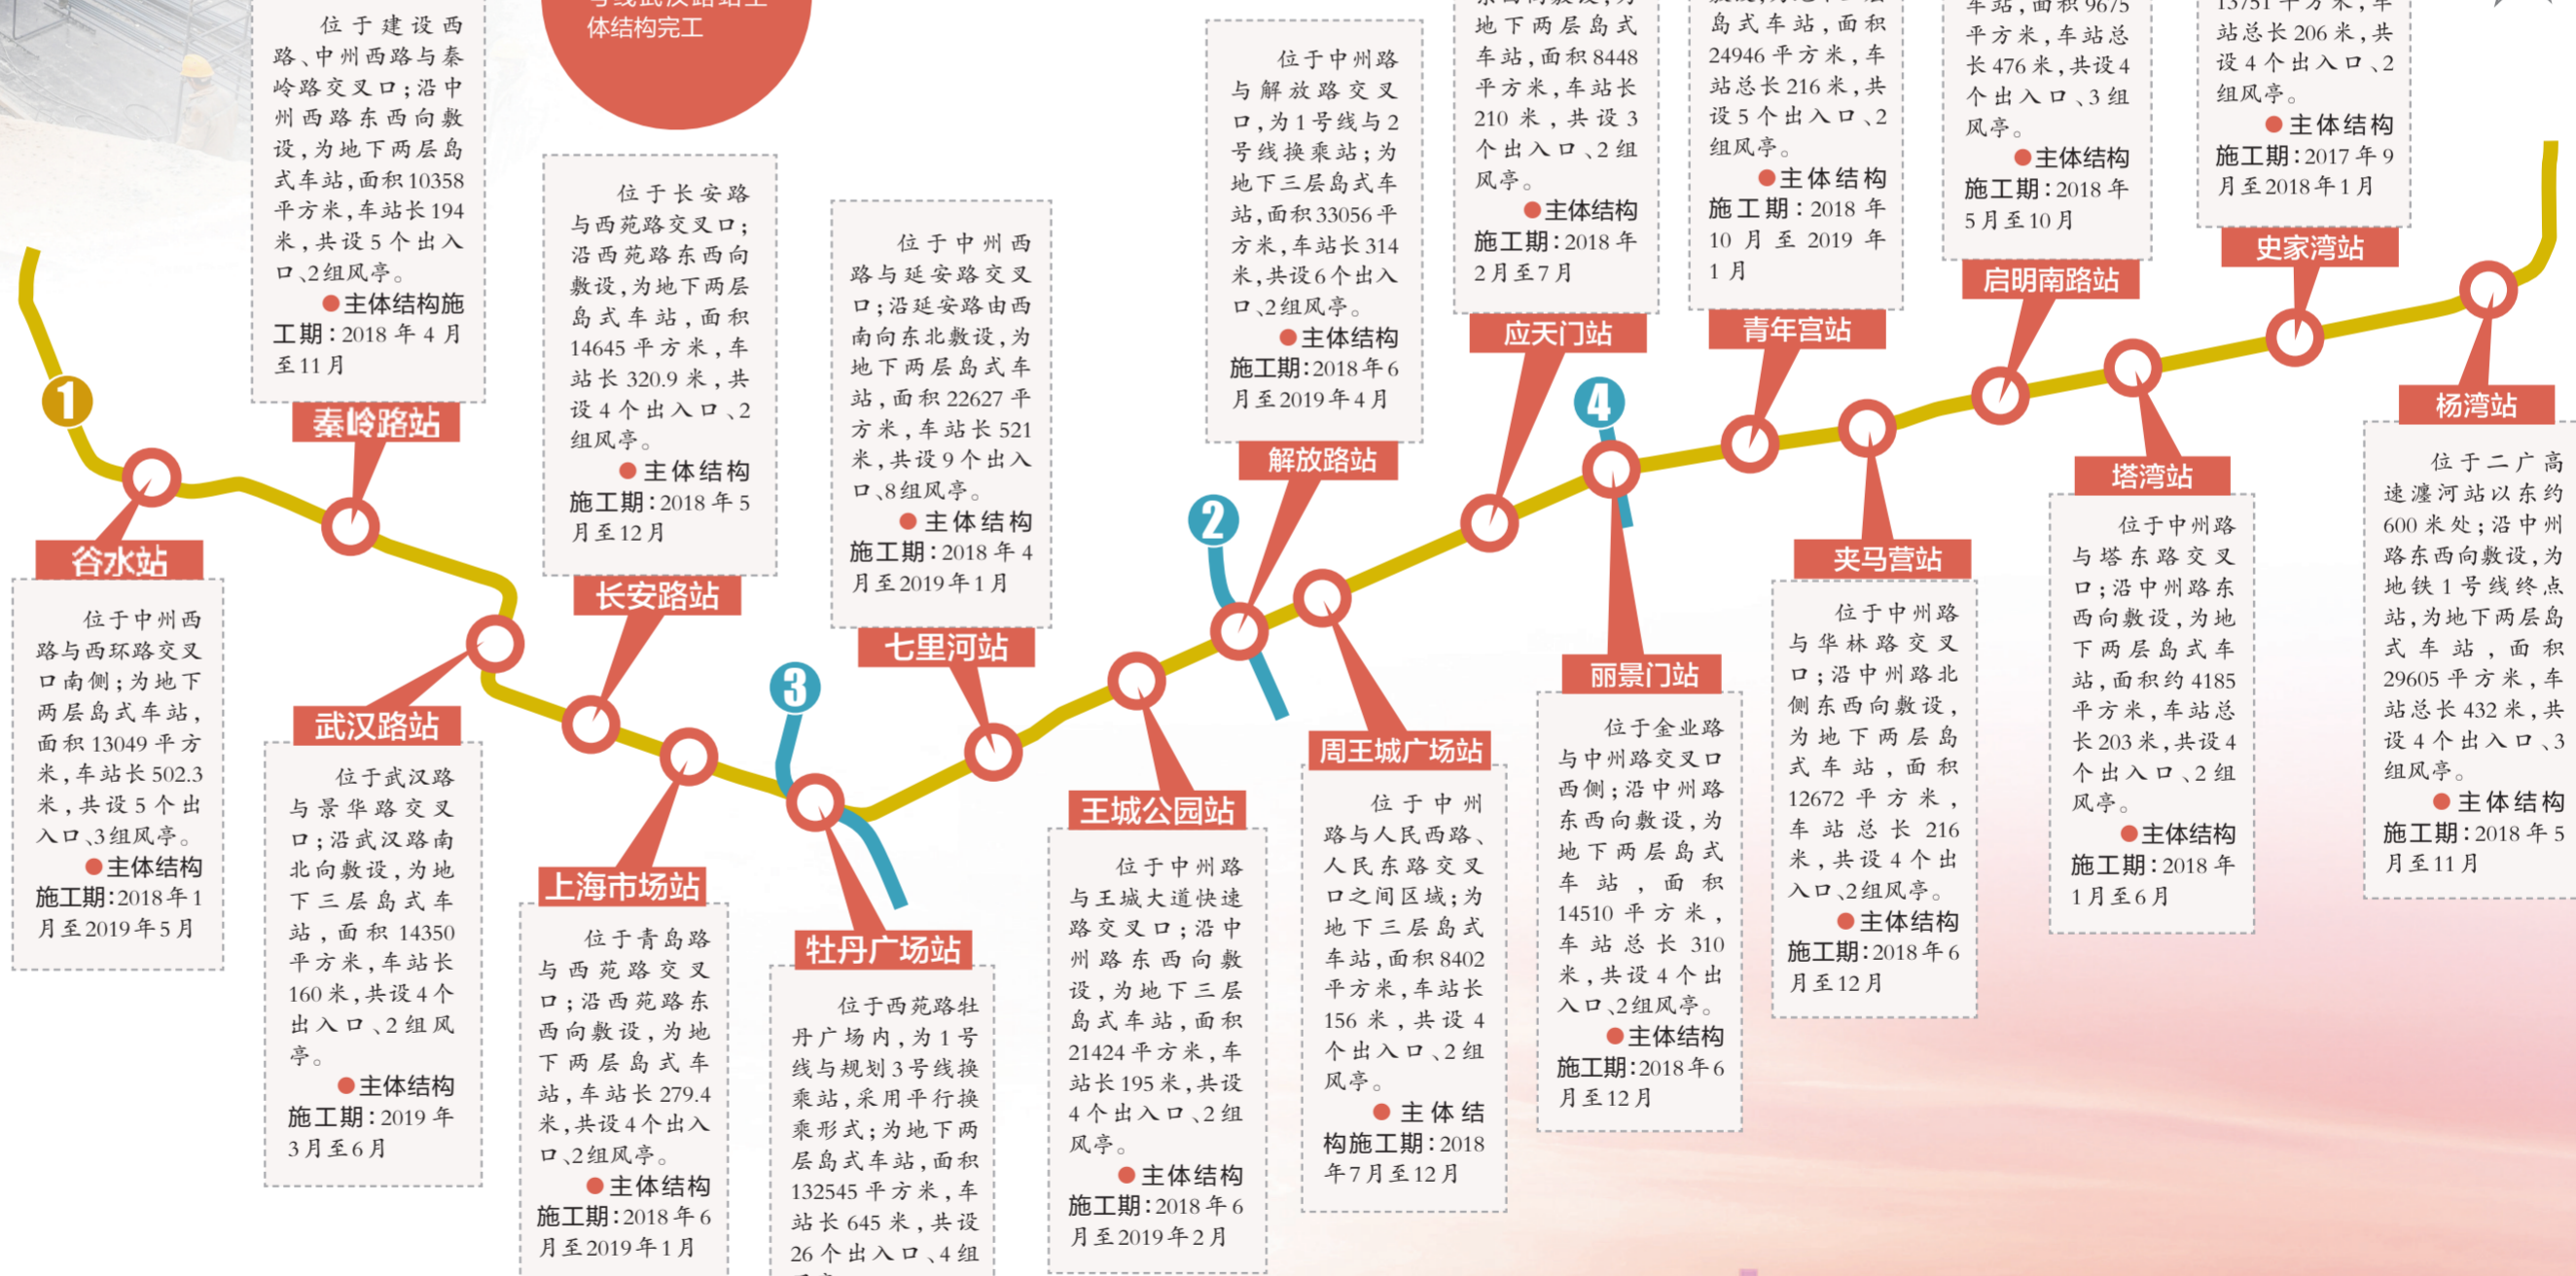 体结构完工
位于建设西
路、中州西路与秦
岭路交叉口;沿中
州西路东西向敷
设,为地下两层岛
式车站,面积10358
平方米,车站长194
米,共设5个出入
口、2组风亭。
●主体结构施
工期:2018年4月
至11月
秦岭路站
位于长安路
与西苑路交叉口;
沿西苑路东西向
敷设,为地下两层
岛式车站,面积
14645平方米,车
站长320.9米,共
设4个出入口、2
组风亭。
●主体结构
施工期:2018年5
月至12月
长安路站
位于中州西
路与延安路交叉
口;沿延安路由西
南向东北敷设,为
地下两层岛式车
站,面积22627平
方米,车站长521
米,共设9个出入
口、8组风亭。
●主体结构
施工期:2018年4
月至2019年1月
七里河站
位于中州路
与解放路交叉
口,为1号线与2
号线换乘站;为
地下三层岛式车
站,面积33056平
方米,车站长314
米,共设6个出入
口、2组风亭。
●主体结构
施工期:2018年6
月至2019年4月
解放路站
地下两层岛式
车站,面积8448
平方米,车站长
210米,共设3
个出入口、2组
风亭。
●主体结构
施工期:2018年
2月至7月
应天门站
岛式车站,面积
24946平方米,车
站总长216米,共
设5个出入口、2
组风亭。
●主体结构
施工期:2018年
10月至2019年
1月
青年宫站
车站,面积9675
平方米,车站总
长476米,共设4
个出入口、3组
风亭。
●主体结构
施工期:2018年
5月至10月
启明南路站
13751平方米,车
站总长206米,共
设4个出入口、2
组风亭。
●主体结构
施工期:2017年9
月至2018年1月
史家湾站
1
2
3
4
谷水站
位于中州西
路与西环路交叉
口南侧;为地下
两层岛式车站,
面积13049平方
米,车站长502.3
米,共设5个出
入口、3组风亭。
●主体结构
施工期:2018年1
月至2019年5月
武汉路站
位于武汉路
与景华路交叉
口;沿武汉路南
北向敷设,为地
下三层岛式车
站,面积14350
平方米,车站长
160米,共设4个
出入口、2组风
亭。
●主体结构
施工期:2019年
3月至6月
上海市场站
位于青岛路
与西苑路交叉
口;沿西苑路东
西向敷设,为地
下两层岛式车
站,车站长279.4
米,共设4个出入
口、2组风亭。
●主体结构
施工期:2018年6
月至2019年1月
牡丹广场站
位于西苑路牡
丹广场内,为1号
线与规划3号线换
乘站,采用平行换
乘形式;为地下两
层岛式车站,面积
132545平方米,车
站长645米,共设
26个出入口、4组
王城公园站
位于中州路
与王城大道快速
路交叉口;沿中
州路东西向敷
设,为地下三层
岛式车站,面积
21424平方米,车
站长195米,共设
4个出入口、2组
风亭。
●主体结构
施工期:2018年6
月至2019年2月
周王城广场站
位于中州
路与人民西路、
人民东路交叉
口之间区域;为
地下三层岛式
车站,面积8402
平方米,车站长
156米,共设4
个出入口、2组
风亭。
●主体结
构施工期:2018
年7月至12月
丽景门站
位于金业路
与中州路交叉口
西侧;沿中州路
东西向敷设,为
地下两层岛式
车站,面积
14510平方米,
车站总长310
米,共设4个出
入口、2组风亭。
●主体结构
施工期:2018年6
月至12月
夹马营站
位于中州路
与华林路交叉
口;沿中州路北
侧东西向敷设,
为地下两层岛
式车站,面积
12672平方米,
车站总长216
米,共设4个出
入口、2组风亭。
●主体结构
施工期:2018年6
月至12月
塔湾站
位于中州路
与塔东路交叉
口;沿中州路东
西向敷设,为地
下两层岛式车
站,面积约4185
平方米,车站总
长203米,共设4
个出入口、2组
风亭。
●主体结构
施工期:2018年
1月至6月
杨湾站
位于二广高
速瀍河站以东约
600米处;沿中州
路东西向敷设,为
地铁1号线终点
站,为地下两层岛
式车站,面积
29605平方米,车
站总长432米,共
设4个出入口、3
组风亭。
●主体结构
施工期:2018年5
月至11月